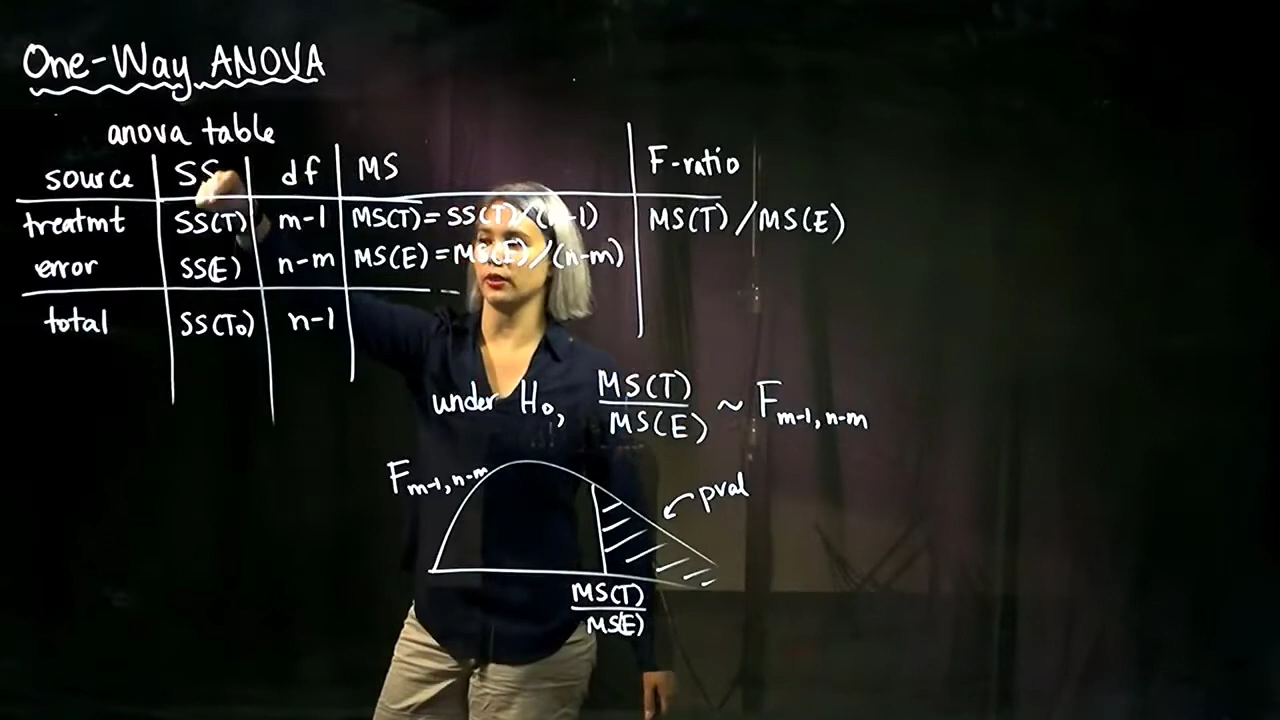 One-Way ANOVA
anova table
source SS df MS F-ratio
treatmt SS(T) m-1 MS(T)= SS(T)/(m-1) MS(T)/MS(E)
error SS(E) n-m MS(E)=MS(E)/(n-m)
total SS(T₀) n-1
under H₀, MS(T)/MS(E) ~ Fm-1, n-m
Fm-1, n-m
pval
MS(T)
MS(E)